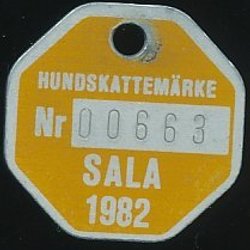 HUNDSKATTEMÄRKE
Nr 00663
SALA
1982